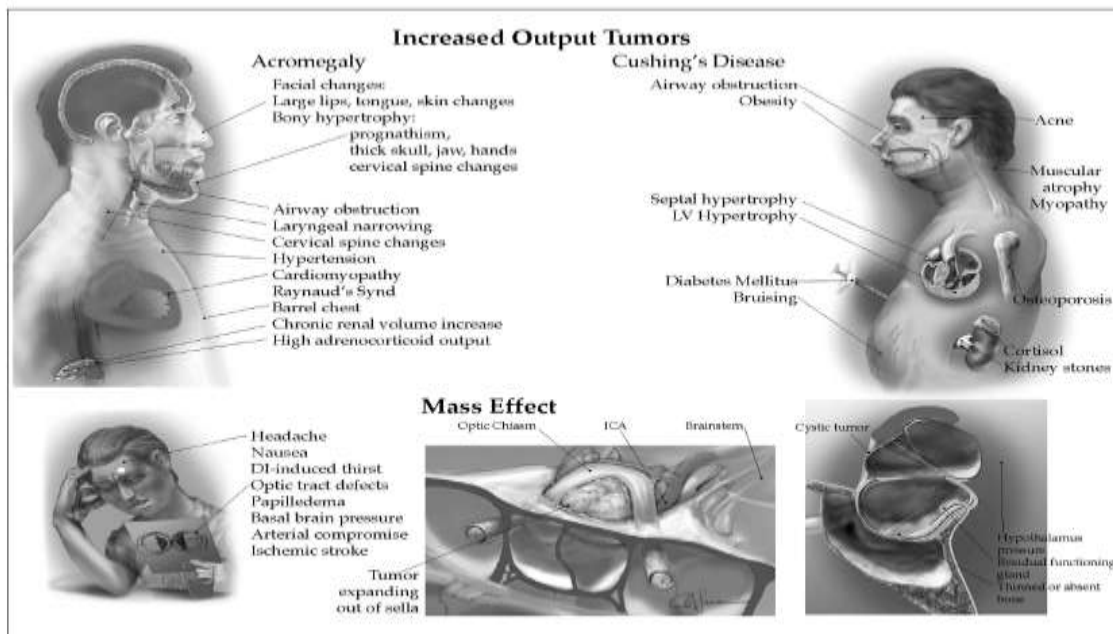 Increased Output Tumors
Acromegaly
Facial changes:
Large lips, tongue, skin changes
Bony hypertrophy:
prognathism,
thick skull, jaw, hands
cervical spine changes
Airway obstruction
Laryngeal narrowing
Cervical spine changes
Hypertension
Cardiomyopathy
Raynaud's Synd
Barrel chest
Chronic renal volume increase
High adrenocorticoid output
Cushing's Disease
Airway obstruction
Obesity
Acne
Muscular
atrophy
Myopathy
Septal hypertrophy
LV Hypertrophy
Diabetes Mellitus
Bruising
Osteoporosis
Cortisol
Kidney stones
Mass Effect
Headache
Nausea
DI-induced thirst
Optic tract defects
Papilledema
Basal brain pressure
Arterial compromise
Ischemic stroke
Optic Chiasm
ICA
Brainstem
Tumor
expanding
out of sella
Cystic tumor
Hypothalamus
pressure
Residual functioning
gland
Thinned or absent
bone